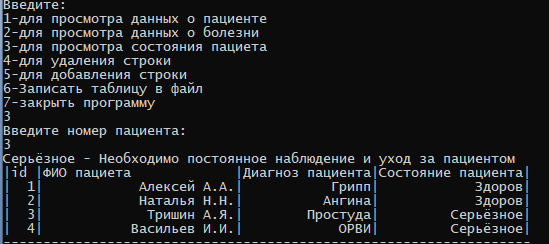 Введите:
1-для просмотра данных о пациенте
2-для просмотра данных о болезни
3-для просмотра состояния пациета
4-для удаления строки
5-для добавления строки
6-Записать таблицу в файл
7-закрыть программу
3
Введите номер пациента:
3
Серьёзное - Необходимо постоянное наблюдение и уход за пациентом
|id |ФИО пациета |Диагноз пациента|Состояние пациента|
| 1| Алексей А.А.| Грипп| Здоров|
| 2| Наталья Н.Н.| Ангина| Здоров|
| 3| Тришин А.Я.| Простуда| Серьёзное|
| 4| Васильев И.И.| ОРВИ| Серьёзное|